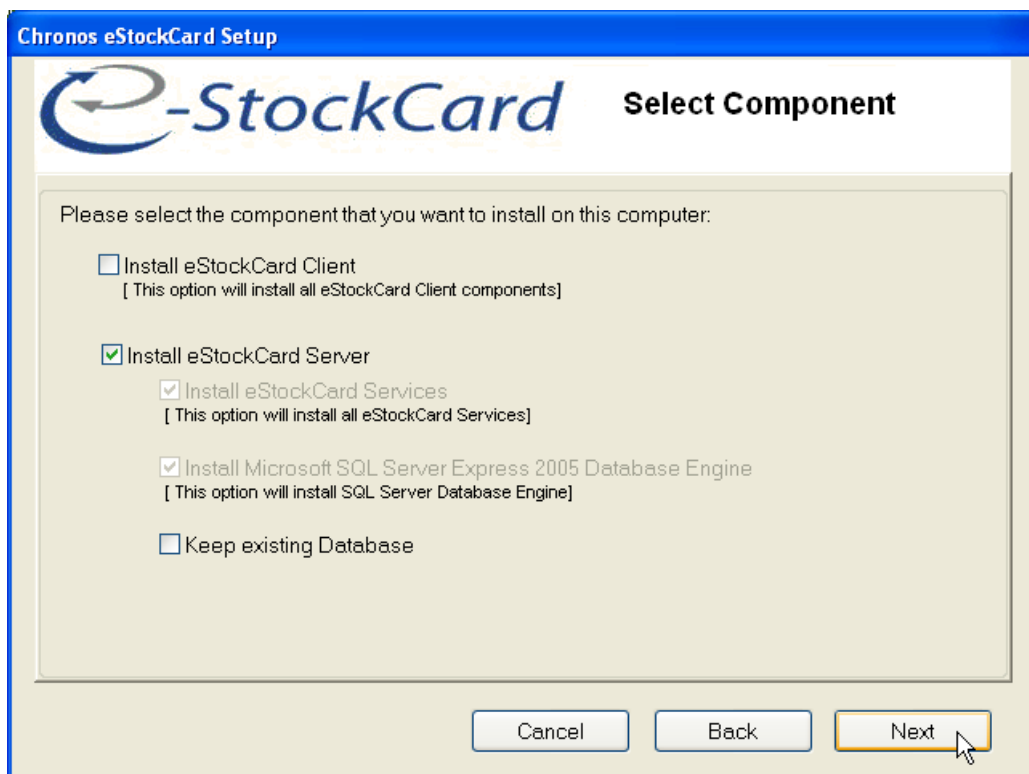 Chronos eStockCard Setup
e-StockCard
Select Component
Please select the component that you want to install on this computer:
Install eStockCard Client
[ This option will install all eStockCard Client components]
Install eStockCard Server
Install eStockCard Services
[ This option will install all eStockCard Services]
Install Microsoft SQL Server Express 2005 Database Engine
[ This option will install SQL Server Database Engine]
Keep existing Database
Cancel
Back
Next